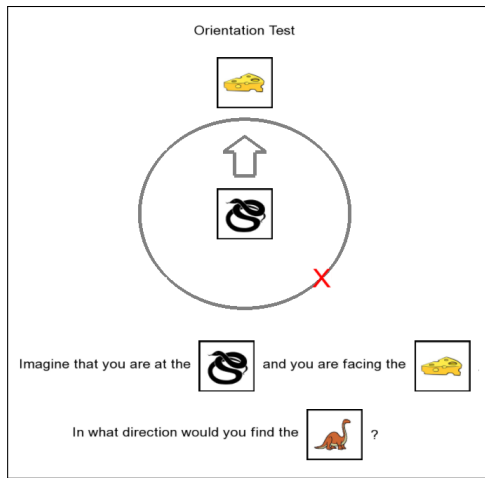 Orientation Test
X
Imagine that you are at the and you are facing the .
In what direction would you find the ?